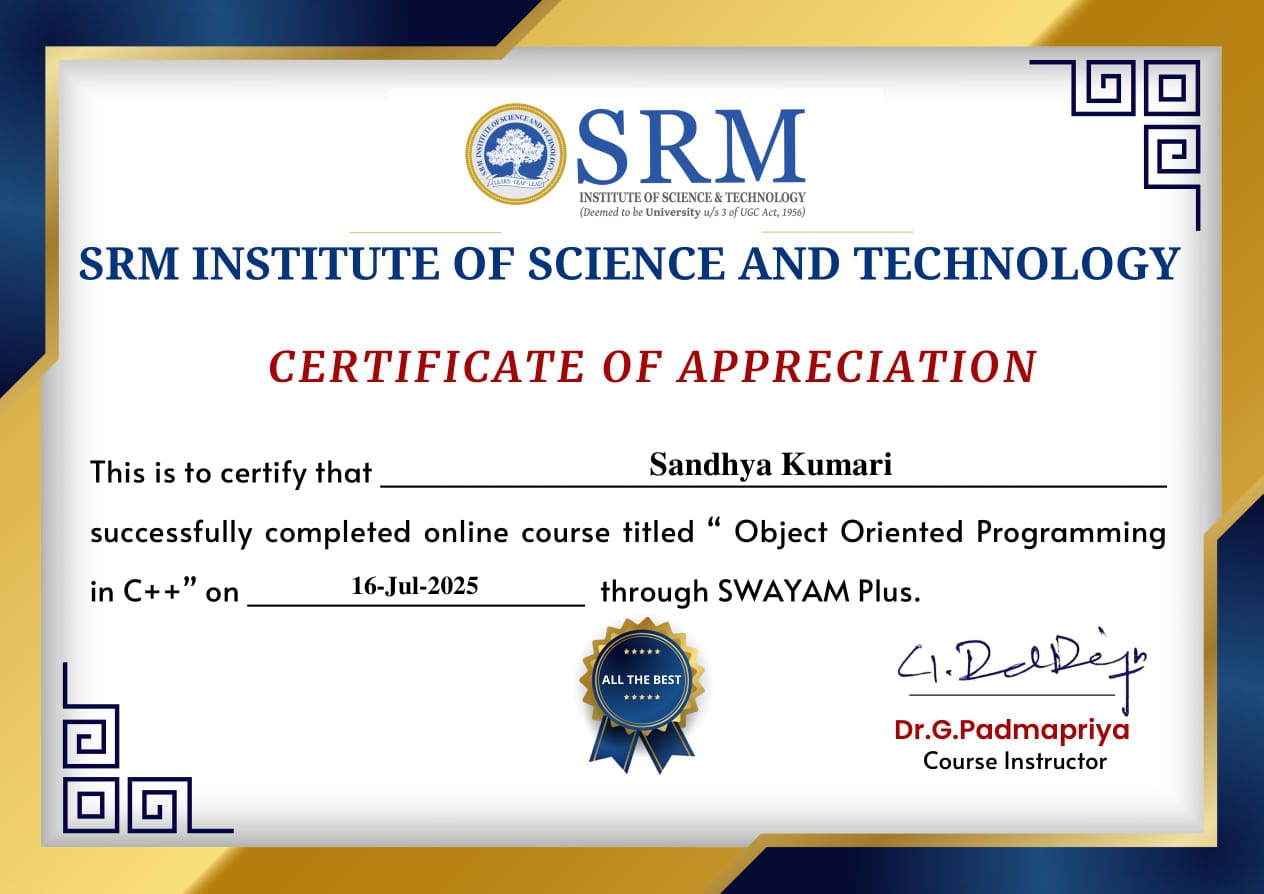 SRM INSTITUTE OF SCIENCE AND TECHNOLOGY
LEARN - LEAP - LEAD
SRM
INSTITUTE OF SCIENCE & TECHNOLOGY
(Deemed to be University u/s 3 of UGC Act, 1956)
SRM INSTITUTE OF SCIENCE AND TECHNOLOGY
CERTIFICATE OF APPRECIATION
This is to certify that Sandhya Kumari
successfully completed online course titled “ Object Oriented Programming
in C++” on 16-Jul-2025 through SWAYAM Plus.
ALL THE BEST
Dr.G.Padmapriya
Course Instructor